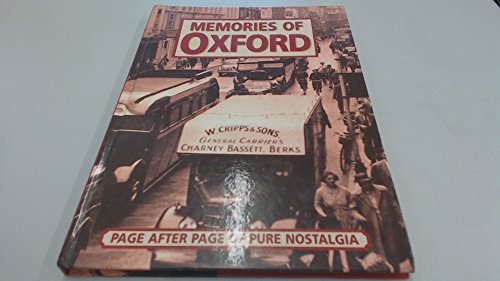 MEMORIES OF
OXFORD
W. CRIPPS & SONS.
GENERAL CARRIERS
CHARNEY BASSETT, BERKS.
PAGE AFTER PAGE OF PURE NOSTALGIA